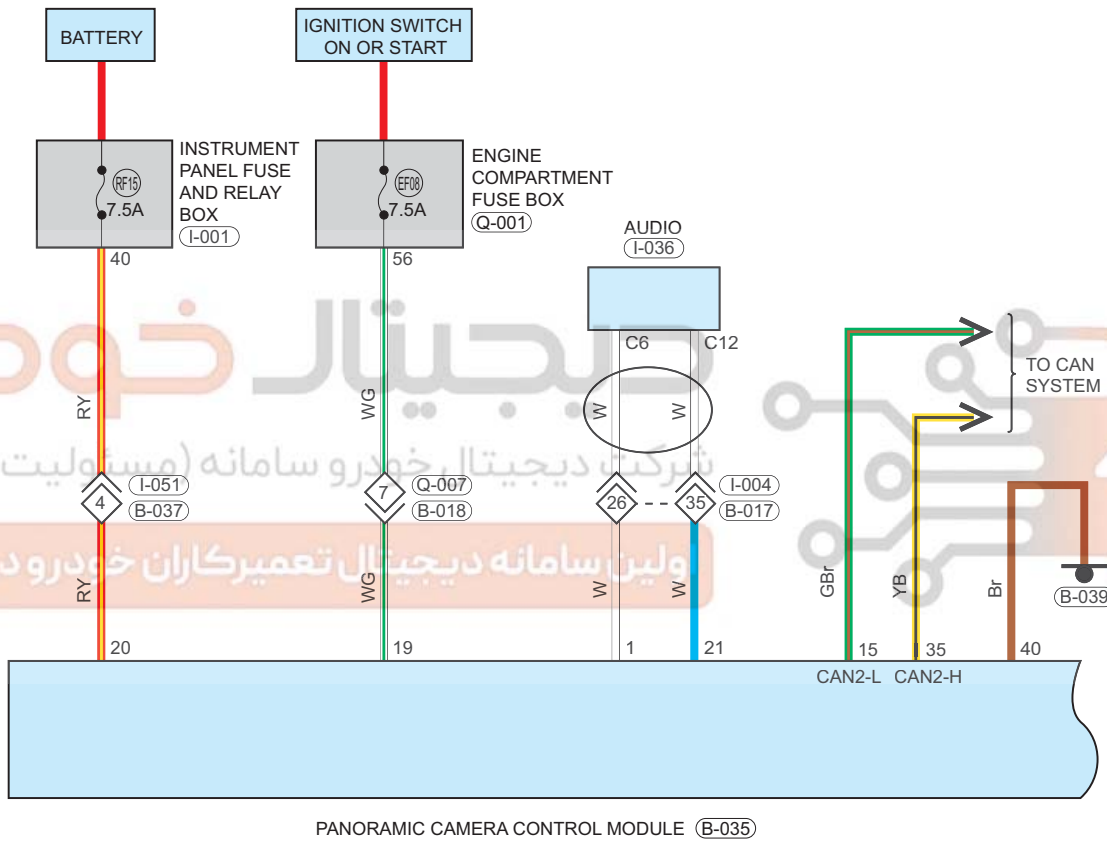 BATTERY
IGNITION SWITCH
ON OR START
RF15
7.5A
INSTRUMENT
PANEL FUSE
AND RELAY
BOX
I-001
EF08
7.5A
ENGINE
COMPARTMENT
FUSE BOX
Q-001
AUDIO
I-036
40
56
C6
C12
TO CAN
SYSTEM
دیجیتال خودرو
شرکت دیجیتال خودرو سامانه (مسئولیت
اولین سامانه دیجیتال تعمیرکاران خودرو در
RY
WG
W
W
4
I-051
B-037
7
Q-007
B-018
26
35
I-004
B-017
RY
WG
W
W
GBr
YB
Br
B-039
20
19
1
21
15
35
40
CAN2-L
CAN2-H
PANORAMIC CAMERA CONTROL MODULE B-035